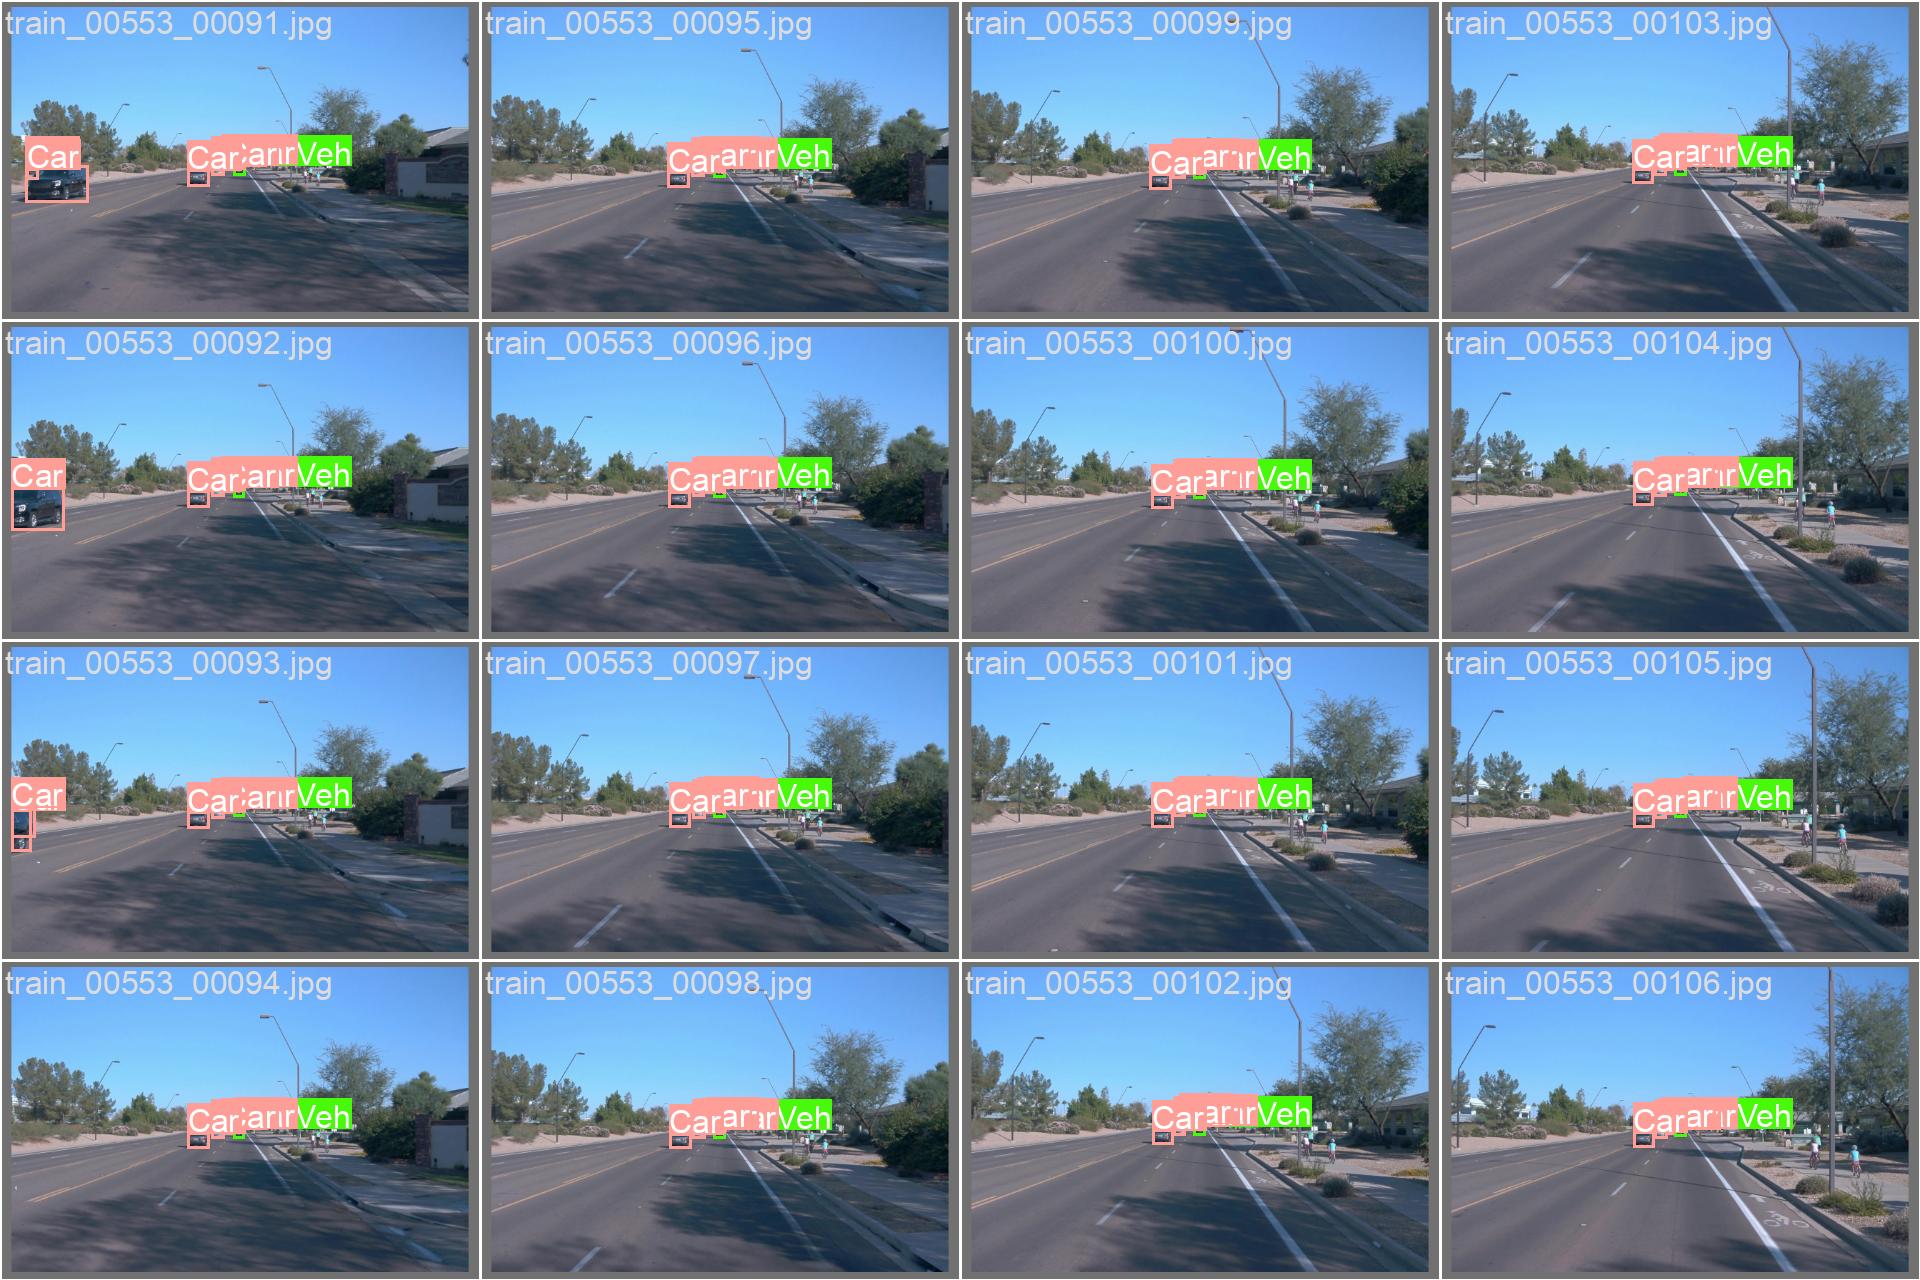 train_00553_00091.jpg
train_00553_00095.jpg
train_00553_00099.jpg
train_00553_00103.jpg
Car
Car
Veh
Car
Veh
Car
Veh
Car
Veh
train_00553_00092.jpg
train_00553_00096.jpg
train_00553_00100.jpg
train_00553_00104.jpg
Car
Car
Veh
Car
Veh
Car
Veh
Car
Veh
train_00553_00093.jpg
train_00553_00097.jpg
train_00553_00101.jpg
train_00553_00105.jpg
Car
Car
Veh
Car
Veh
Car
Veh
Car
Veh
train_00553_00094.jpg
train_00553_00098.jpg
train_00553_00102.jpg
train_00553_00106.jpg
Car
Veh
Car
Veh
Car
Veh
Car
Veh